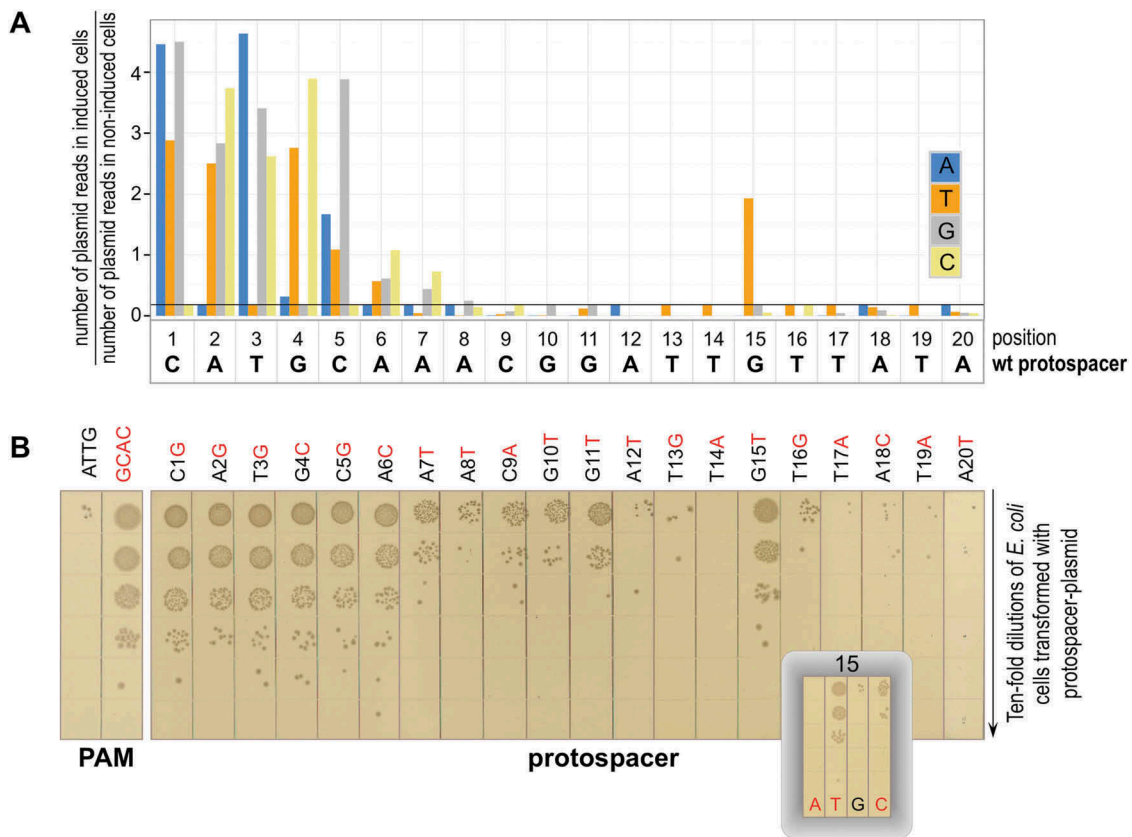 A
number of plasmid reads in induced cells
number of plasmid reads in non-induced cells
4
3
2
1
0
A
T
G
C
1 2 3 4 5 6 7 8 9 10 11 12 13 14 15 16 17 18 19 20 position
C A T G C A A A C G G A T T G T T A T A wt protospacer
B
ATTG GCAC C1G A2G T3G G4C C5G A6C A7T A8T C9A G10T G11T A12T T13G T14A G15T T16G T17A A18C T19A A20T
Ten-fold dilutions of E. coli
cells transformed with
protospacer-plasmid
15
A T G C
PAM protospacer